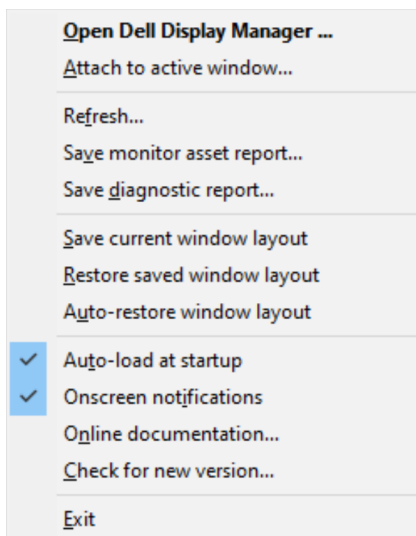 Open Dell Display Manager ...
Attach to active window...
Refresh...
Save monitor asset report...
Save diagnostic report...
Save current window layout
Restore saved window layout
Auto-restore window layout
Auto-load at startup
Onscreen notifications
Online documentation...
Check for new version...
Exit